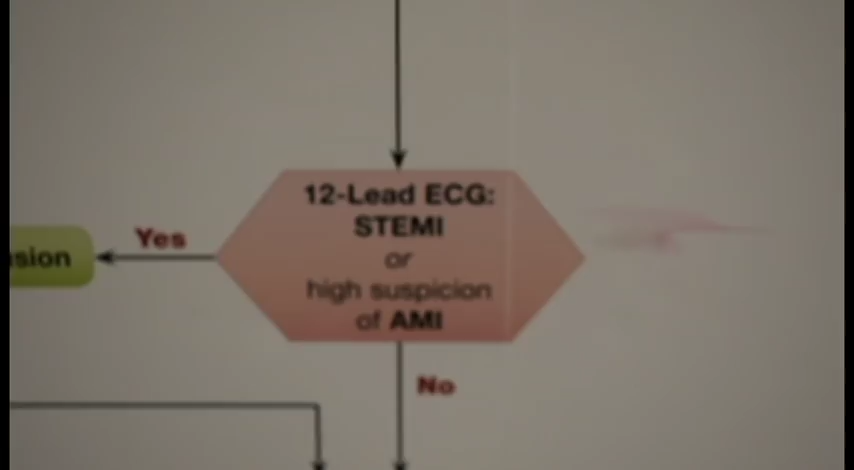 12-Lead ECG:
STEMI
or
high suspicion
of AMI
Yes
No